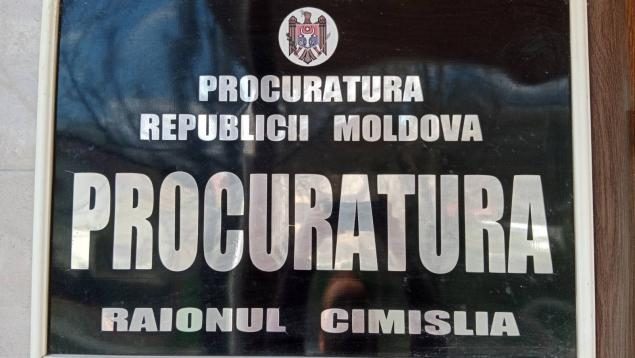 PROCURATURA
REPUBLICII MOLDOVA
PROCURATURA
RAIONUL CIMISLIA